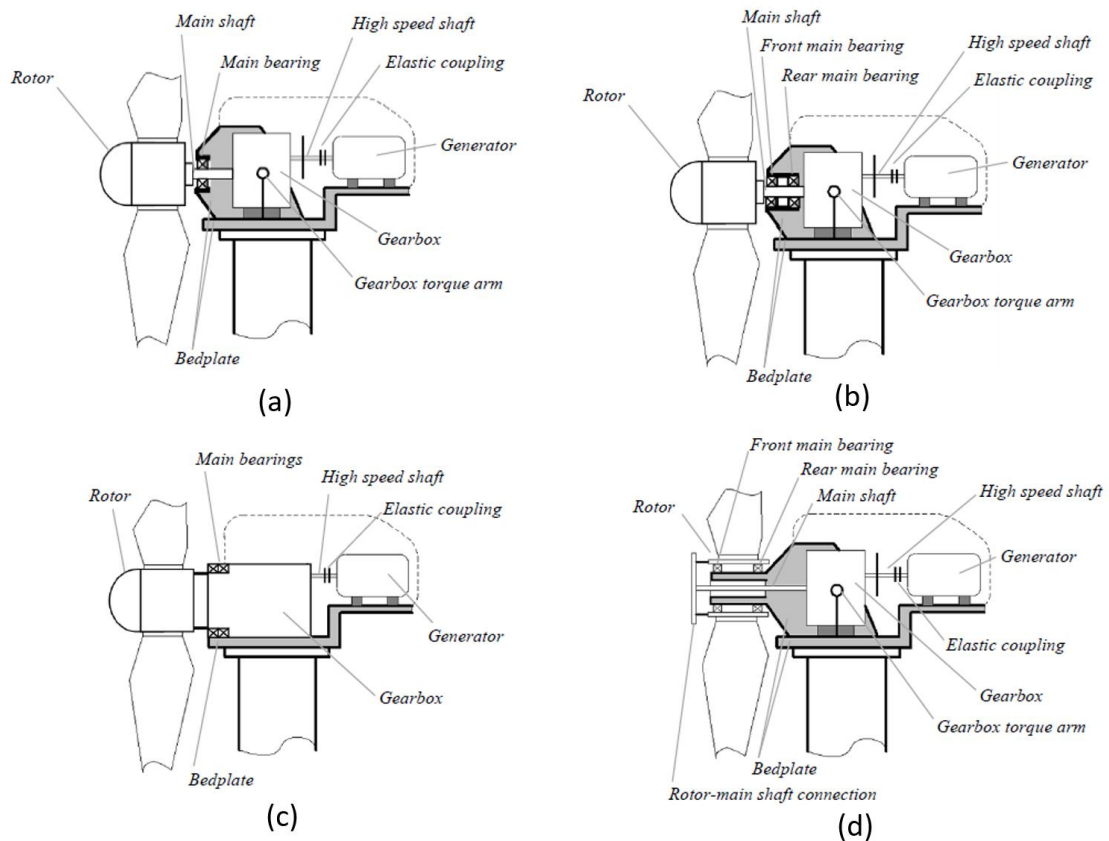 Main shaft
High speed shaft
Main bearing
Elastic coupling
Rotor
Generator
Gearbox
Gearbox torque arm
Bedplate
(a)
Main shaft
Front main bearing
High speed shaft
Rear main bearing
Elastic coupling
Rotor
Generator
Gearbox
Gearbox torque arm
Bedplate
(b)
Main bearings
High speed shaft
Rotor
Elastic coupling
Generator
Gearbox
Bedplate
(c)
Front main bearing
Rear main bearing
Main shaft
High speed shaft
Rotor
Generator
Elastic coupling
Gearbox
Gearbox torque arm
Bedplate
Rotor-main shaft connection
(d)